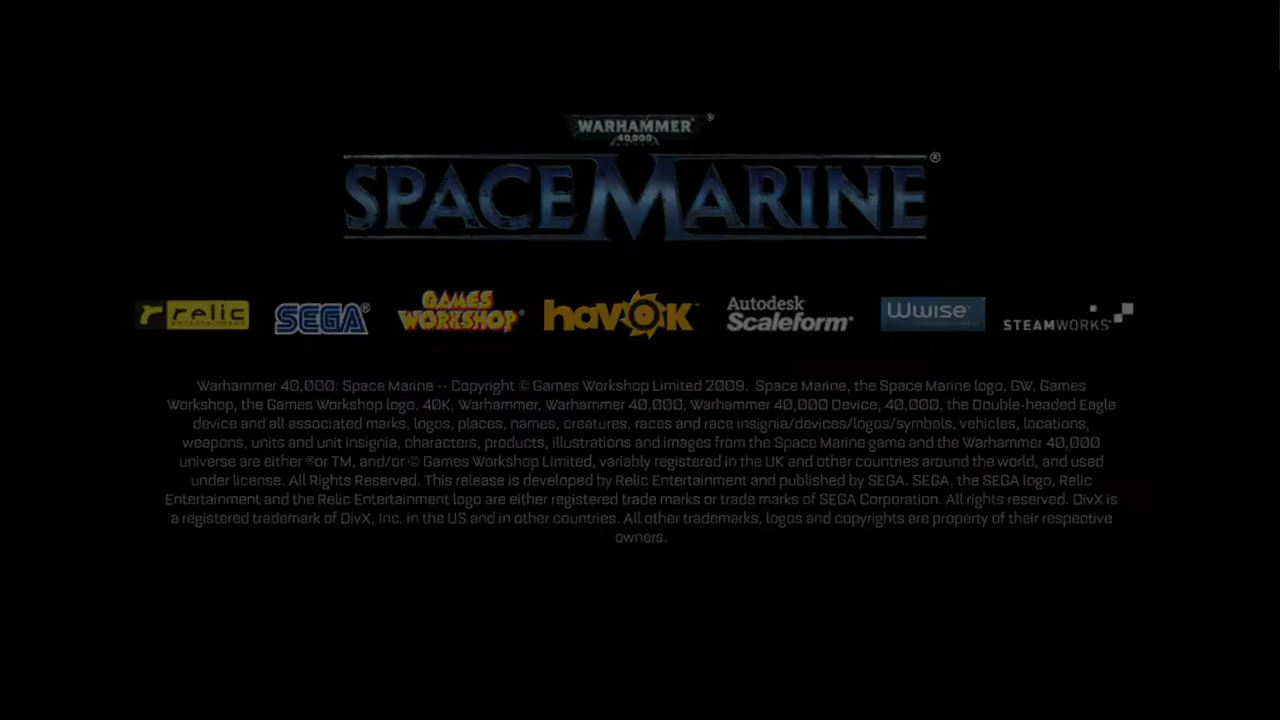 WARHAMMER ®
40,000
SPACE MARINE ®
relic
ENTERTAINMENT
SEGA®
GAMES
WORKSHOP®
havok™
Autodesk®
Scaleform®
Wwise®
STEAMWORKS™
Warhammer 40,000: Space Marine -- Copyright © Games Workshop Limited 2009. Space Marine, the Space Marine logo, GW, Games
Workshop, the Games Workshop logo, 40K, Warhammer, Warhammer 40,000, Warhammer 40,000 Device, 40,000, the Double-headed Eagle
device and all associated marks, logos, places, names, creatures, races and race insignia/devices/logos/symbols, vehicles, locations,
weapons, units and unit insignia, characters, products, illustrations and images from the Space Marine game and the Warhammer 40,000
universe are either ®or TM, and/or © Games Workshop Limited, variably registered in the UK and other countries around the world, and used
under license. All Rights Reserved. This release is developed by Relic Entertainment and published by SEGA. SEGA, the SEGA logo, Relic
Entertainment and the Relic Entertainment logo are either registered trade marks or trade marks of SEGA Corporation. All rights reserved. DivX is
a registered trademark of DivX, Inc. in the US and in other countries. All other trademarks, logos and copyrights are property of their respective
owners.